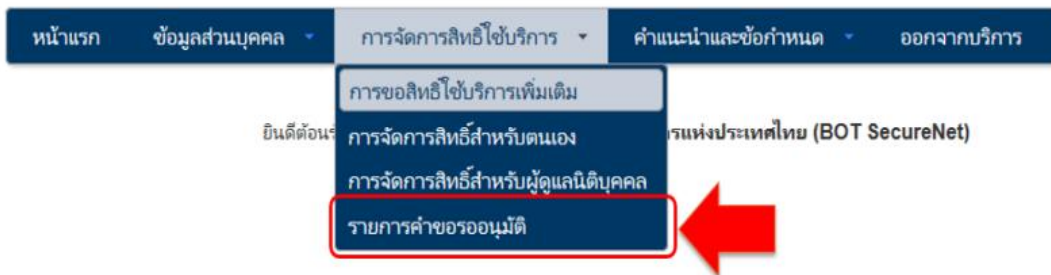 หน้าแรก ข้อมูลส่วนบุคคล การจัดการสิทธิ์ใช้บริการ คำแนะนำและข้อกำหนด ออกจากบริการ
การขอสิทธิ์ใช้บริการเพิ่มเติม
ยินดีต้อนร การจัดการสิทธิ์สำหรับตนเอง รแห่งประเทศไทย (BOT SecureNet)
การจัดการสิทธิ์สำหรับผู้ดูแลนิติบุคคล
รายการคำขอรออนุมัติ